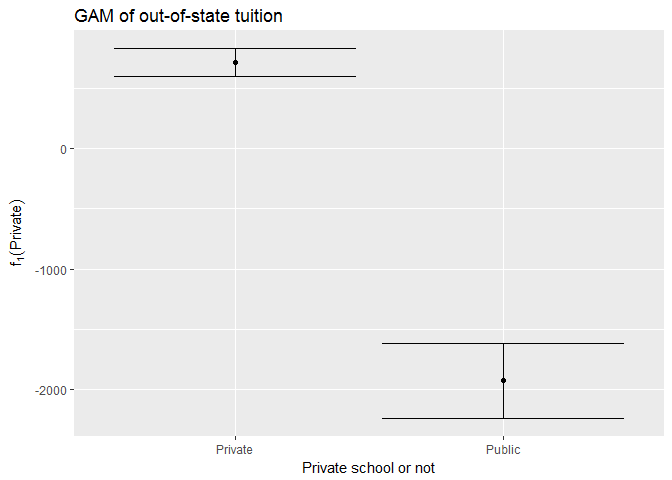 GAM of out-of-state tuition
f₁(Private)
0
-1000
-2000
Private
Public
Private school or not